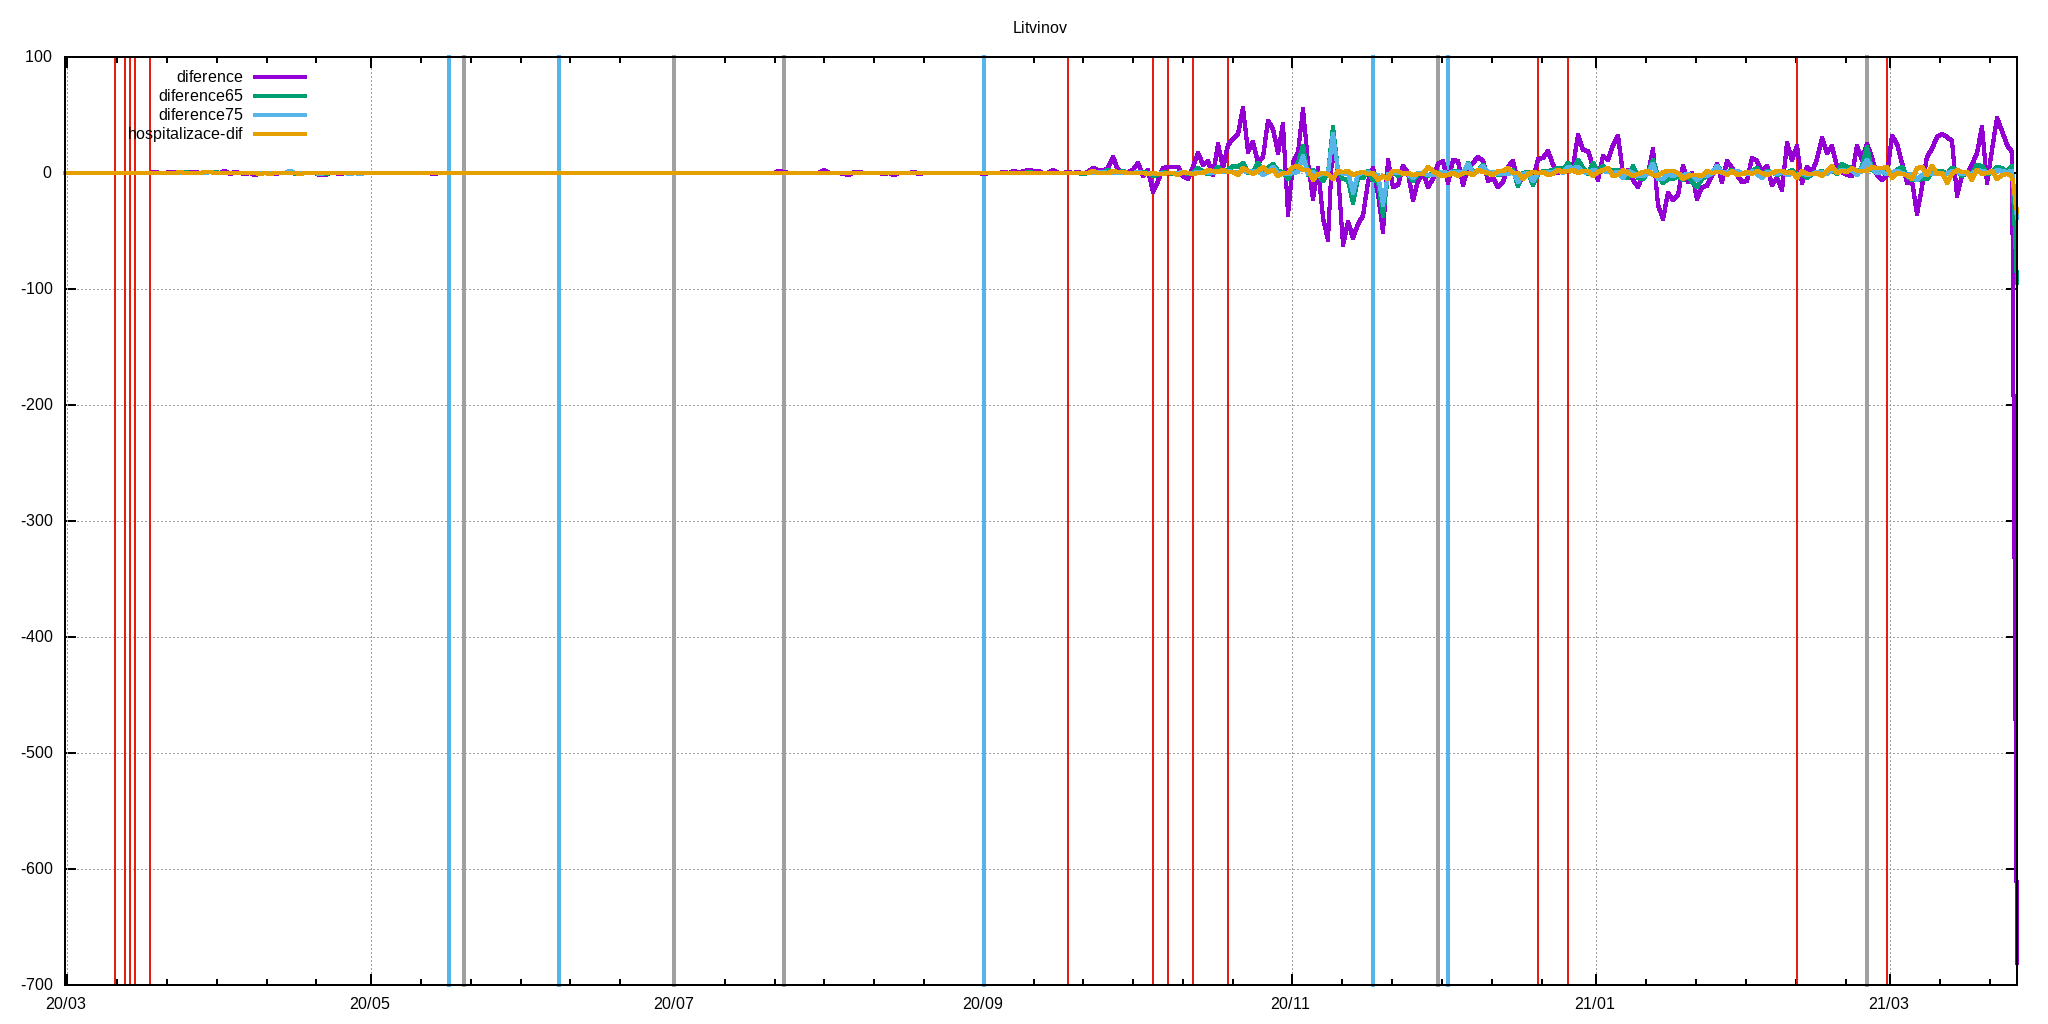 Litvinov
100
diference
diference65
diference75
hospitalizace-dif
0
-100
-200
-300
-400
-500
-600
-700
20/03 20/05 20/07 20/09 20/11 21/01 21/03